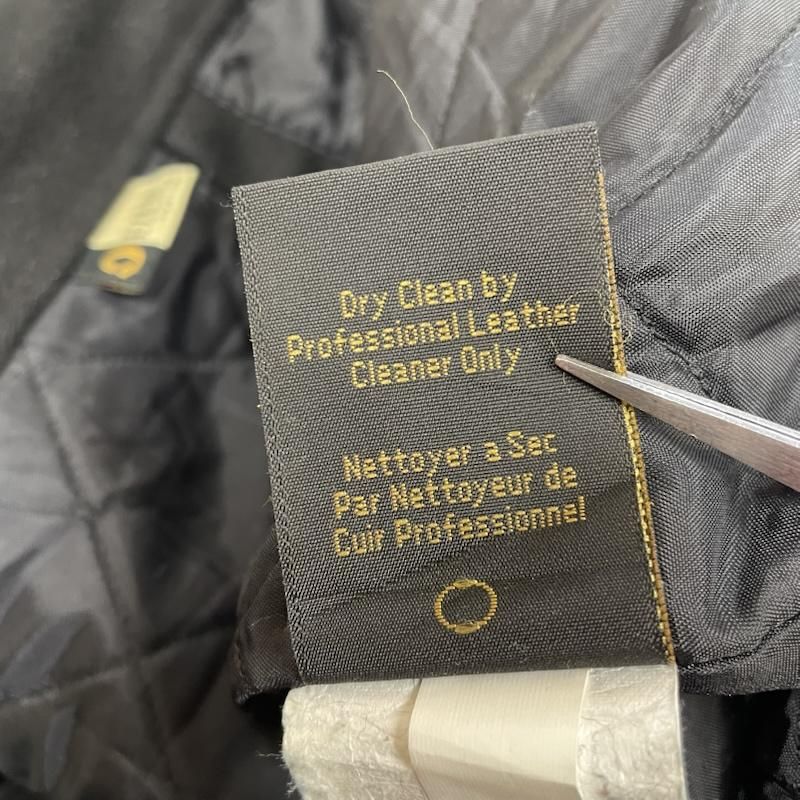 Dry Clean by
Professional Leather
Cleaner Only
Nettoyer a Sec
Par Nettoyeur de
Cuir Professionnel